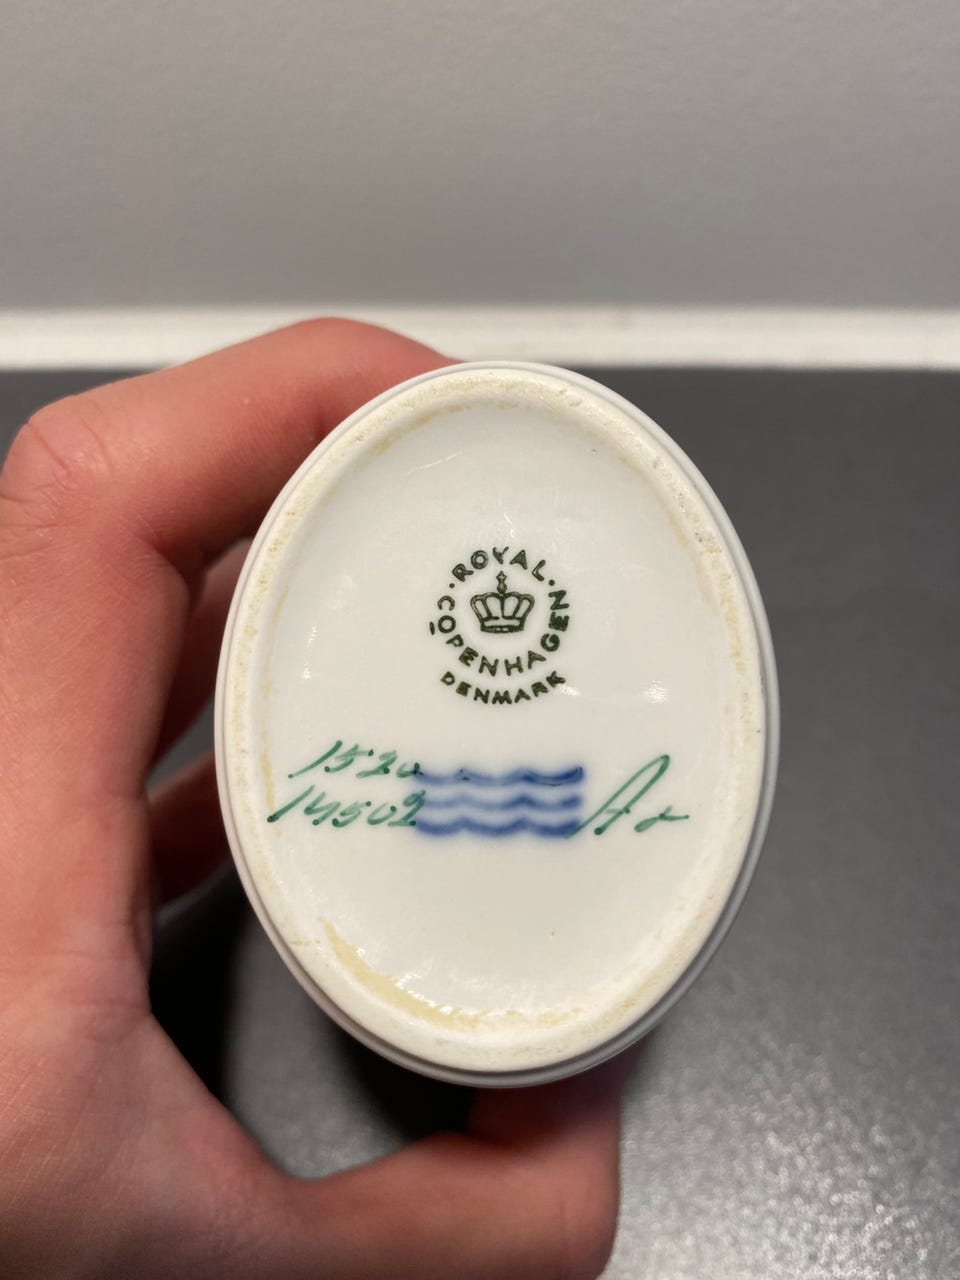 ROYAL
COPENHAGEN
DENMARK
1520
14502